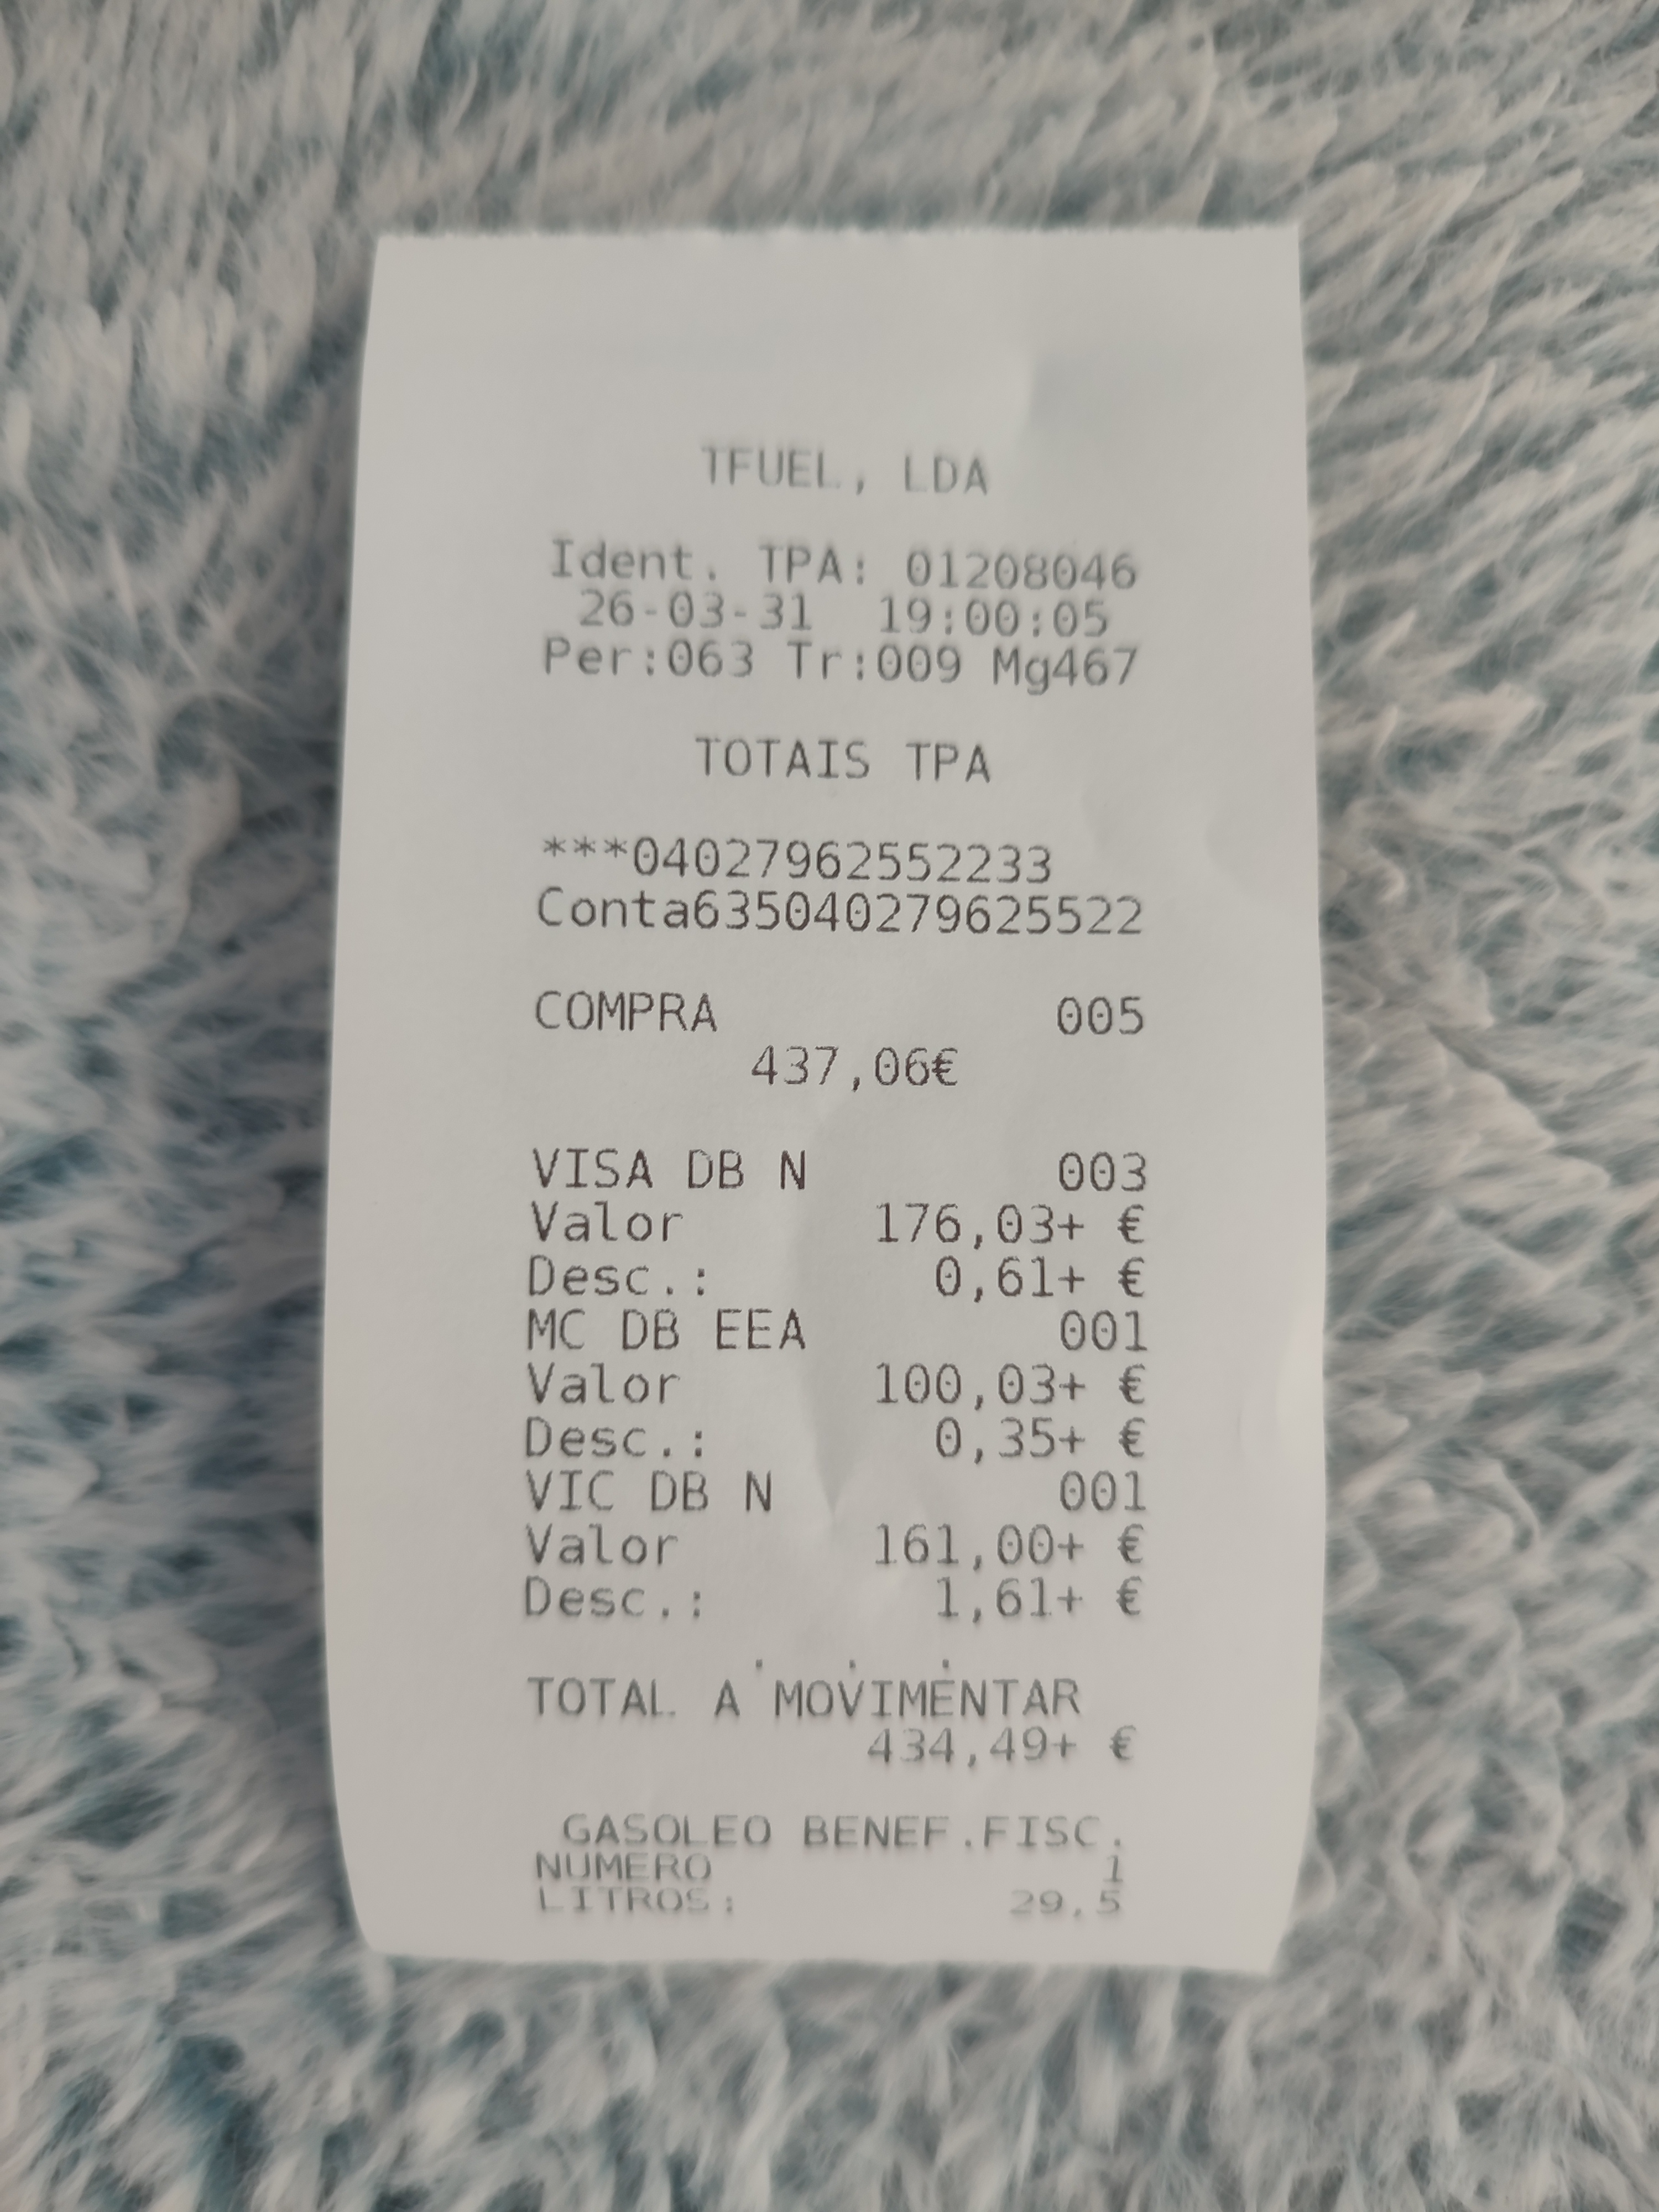 TFUEL, LDA
Ident. TPA: 01208046
26-03-31 19:00:05
Per:063 Tr:009 Mg467
TOTAIS TPA
***04027962552233
Conta635040279625522
COMPRA 005
437,06€
VISA DB N 003
Valor 176,03+ €
Desc.: 0,61+ €
MC DB EEA 001
Valor 100,03+ €
Desc.: 0,35+ €
VIC DB N 001
Valor 161,00+ €
Desc.: 1,61+ €
TOTAL A MOVIMENTAR
434,49+ €
GASOLEO BENEF.FISC.
NUMERO 1
LITROS: 29,5